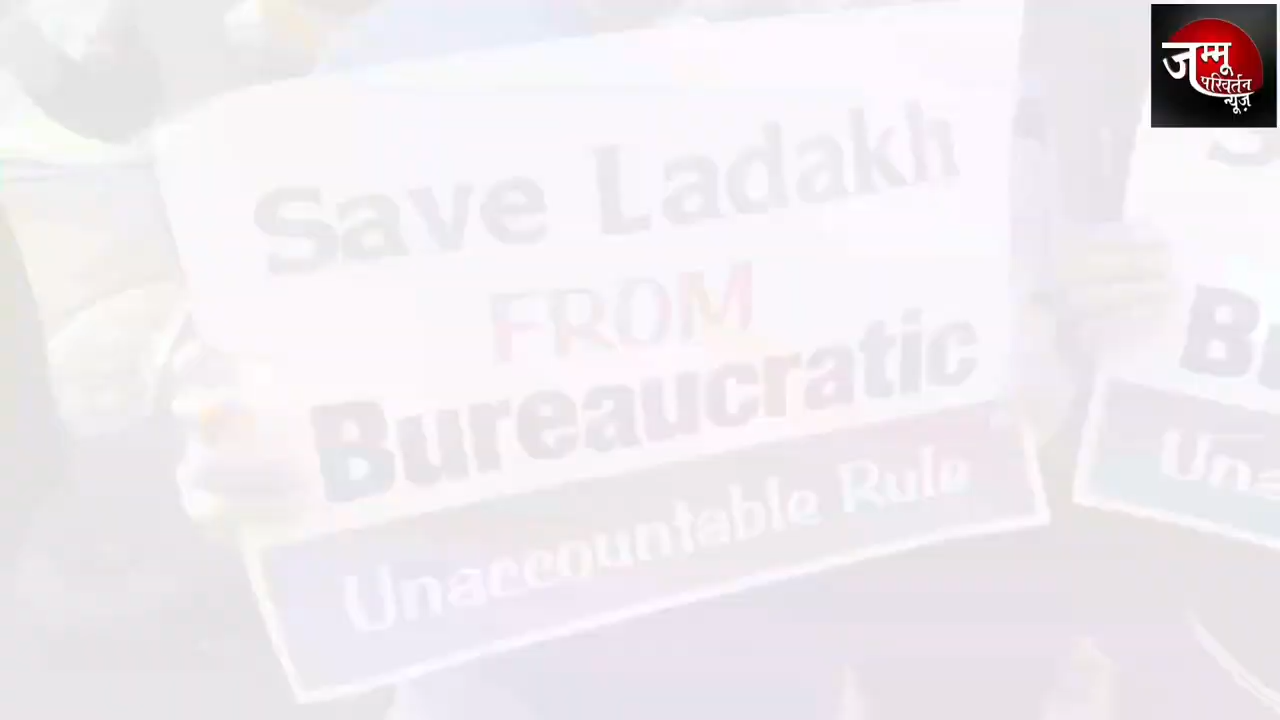 जम्मू
परिवर्तन
न्यूज़
Save Ladakh
FROM
Bureaucratic
Unaccountable Rule